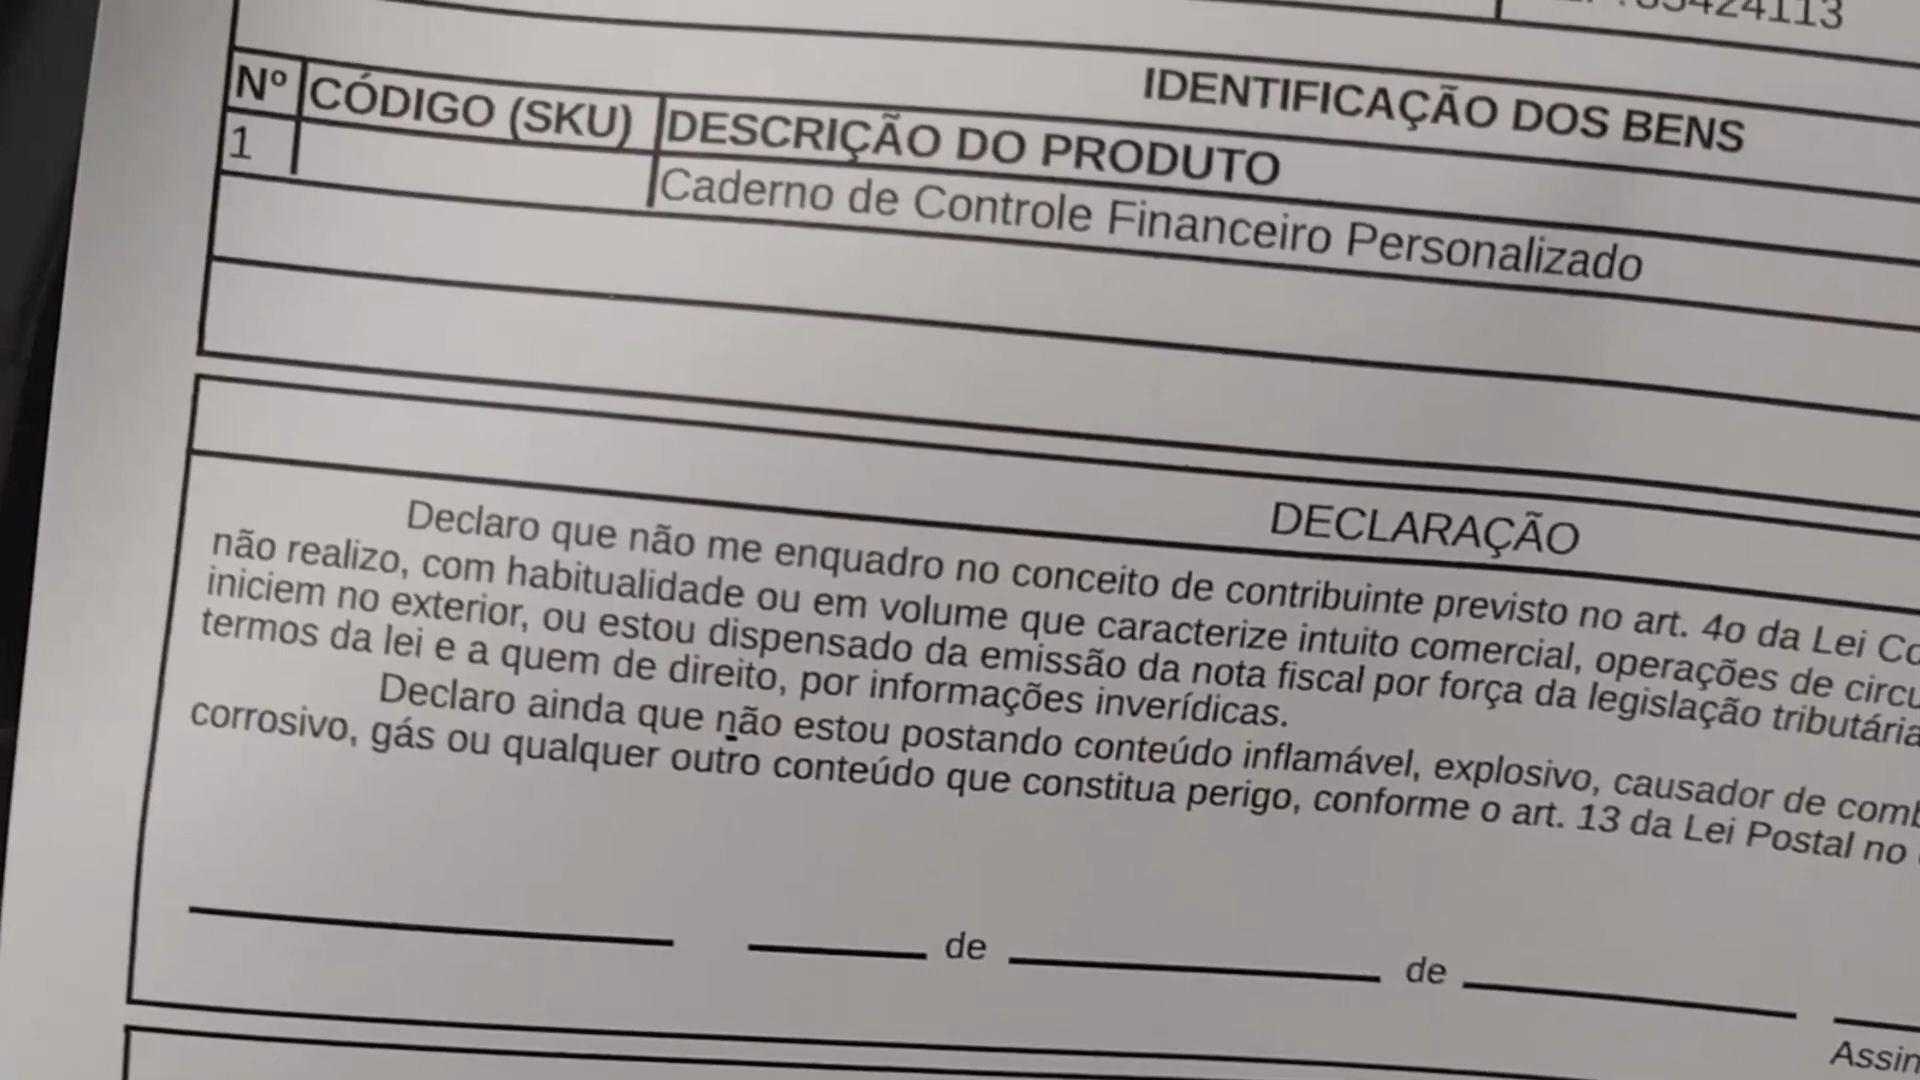 IDENTIFICAÇÃO DOS BENS
Nº CÓDIGO (SKU) DESCRIÇÃO DO PRODUTO
1 Caderno de Controle Financeiro Personalizado
DECLARAÇÃO
Declaro que não me enquadro no conceito de contribuinte previsto no art. 4o da Lei
não realizo, com habitualidade ou em volume que caracterize intuito comercial, operações de
iniciem no exterior, ou estou dispensado da emissão da nota fiscal por força da legislação tributária
termos da lei e a quem de direito, por informações inverídicas.
Declaro ainda que não estou postando conteúdo inflamável, explosivo, causador de
corrosivo, gás ou qualquer outro conteúdo que constitua perigo, conforme o art. 13 da Lei Postal no
de de